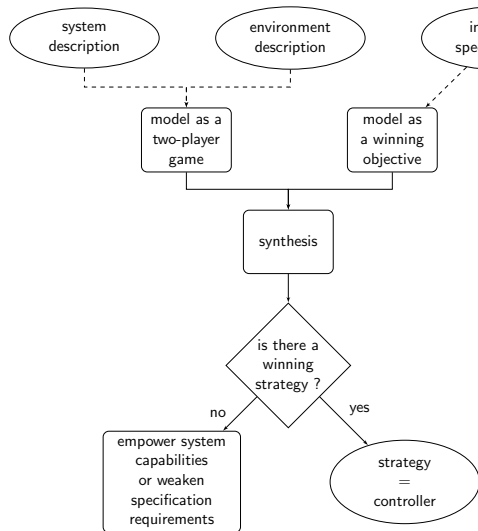 system
description
environment
description
model as a
two-player
game
model as
a winning
objective
synthesis
is there a
winning
strategy ?
no
yes
empower system
capabilities
or weaken
specification
requirements
strategy
=
controller